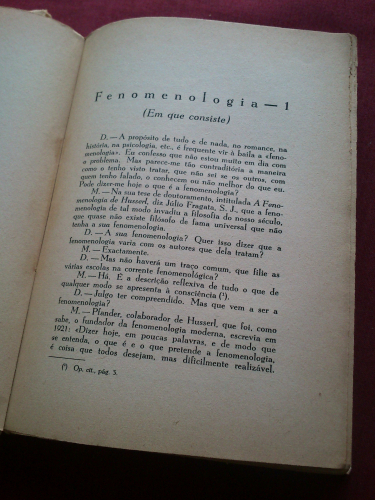 Fenomenologia — 1
(Em que consiste)
D. — A propósito de tudo e de nada, no romance, na
história, na psicologia, etc., é frequente vir à baila a «feno-
menologia». Eu confesso que não estou muito em dia com
o problema. Mas parece-me tão contraditória a maneira
como o tenho visto tratar, que não sei se os outros, com
quem tenho falado, o conhecem ou não melhor do que eu.
Pode dizer-me o que é a fenomenologia?
M. — Na sua tese de doutoramento, intitulada A Feno-
menologia de Husserl, diz Júlio Fragata, S. J., que a feno-
menologia de tal modo invadiu a filosofia do nosso século,
que quase não existe filósofo de fama universal que não
tenha a sua fenomenologia.
D. — A sua fenomenologia? Quer isso dizer que a
fenomenologia varia com os autores que dela tratam?
M. — Exactamente.
D. — Mas não haverá um traço comum, que filie as
várias escolas na corrente fenomenológica?
M. — Há. É a descrição reflexiva de tudo o que de
qualquer modo se apresenta à consciência (¹).
D. — Julgo ter compreendido. Mas que vem a ser a
fenomenologia?
M. — Pfander, colaborador de Husserl, que foi, como
sabe, o fundador da fenomenologia moderna, escrevia em
1921: «Dizer hoje, em poucas palavras, e de modo que
se entenda, o que é e o que pretende a fenomenologia,
é coisa que todos desejam, mas dificilmente realizável.
(¹) Op. cit., pág. 5.